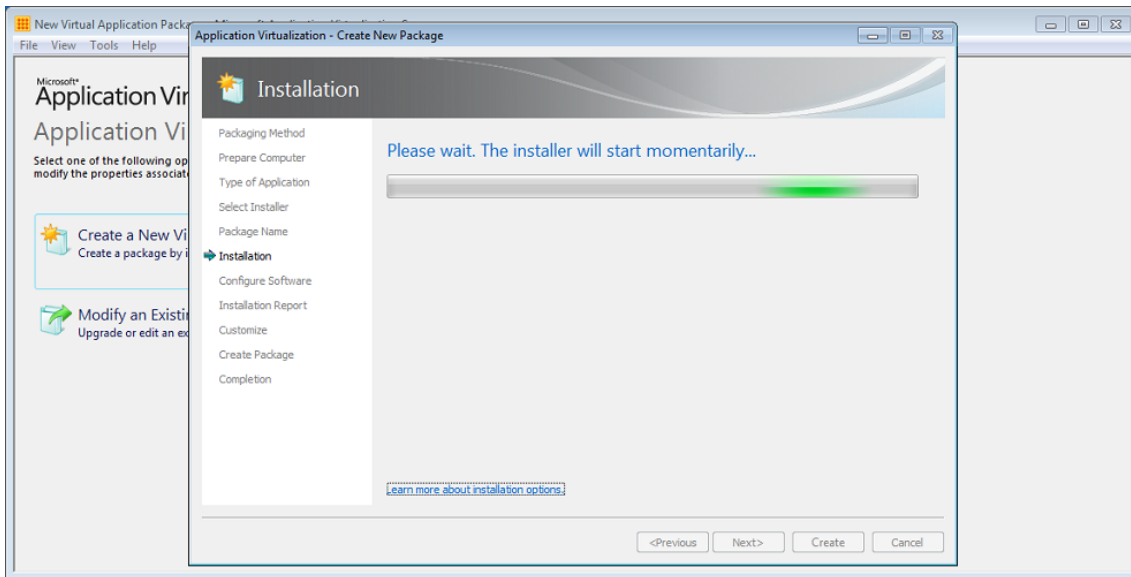 New Virtual Application Packa
File View Tools Help
Microsoft®
Application Vir
Application Vi
Select one of the following op
modify the properties associat
Create a New Vi
Create a package by i
Modify an Existi
Upgrade or edit an ex
Application Virtualization - Create New Package
Installation
Packaging Method
Prepare Computer
Type of Application
Select Installer
Package Name
Installation
Configure Software
Installation Report
Customize
Create Package
Completion
Please wait. The installer will start momentarily...
Learn more about installation options.
<Previous
Next>
Create
Cancel